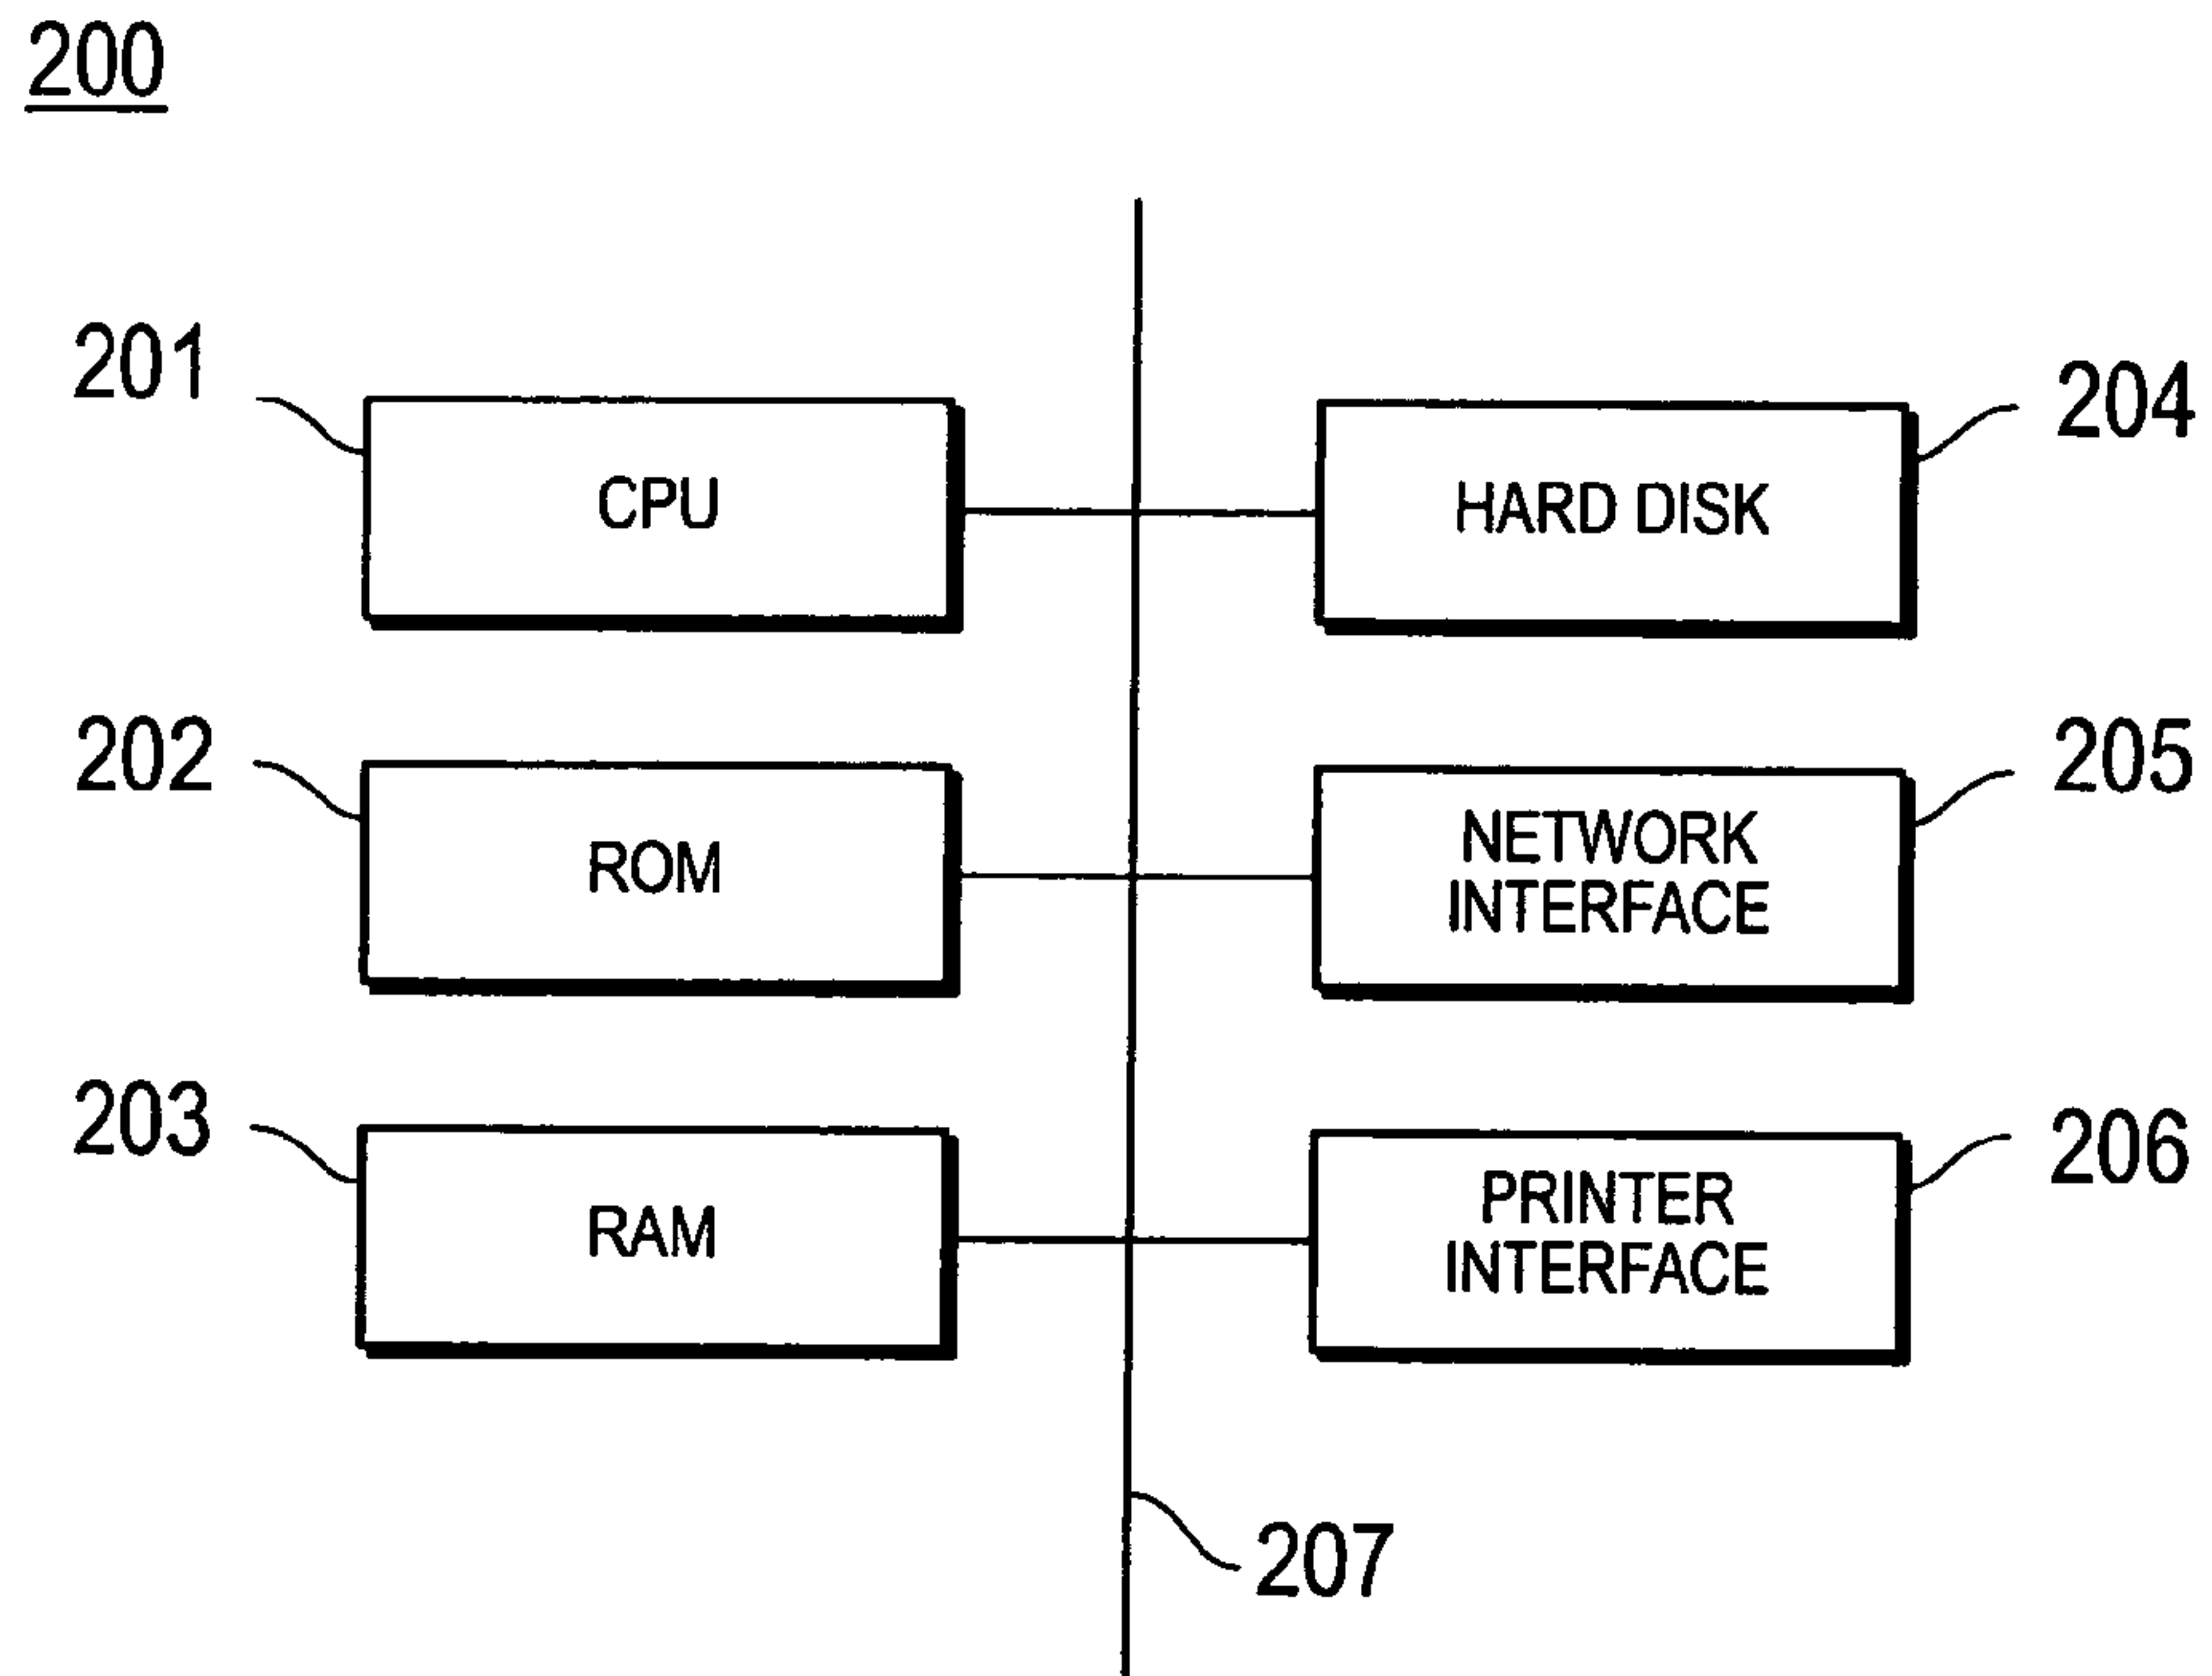 200
201
CPU
204
HARD DISK
202
ROM
205
NETWORK
INTERFACE
203
RAM
206
PRINTER
INTERFACE
207